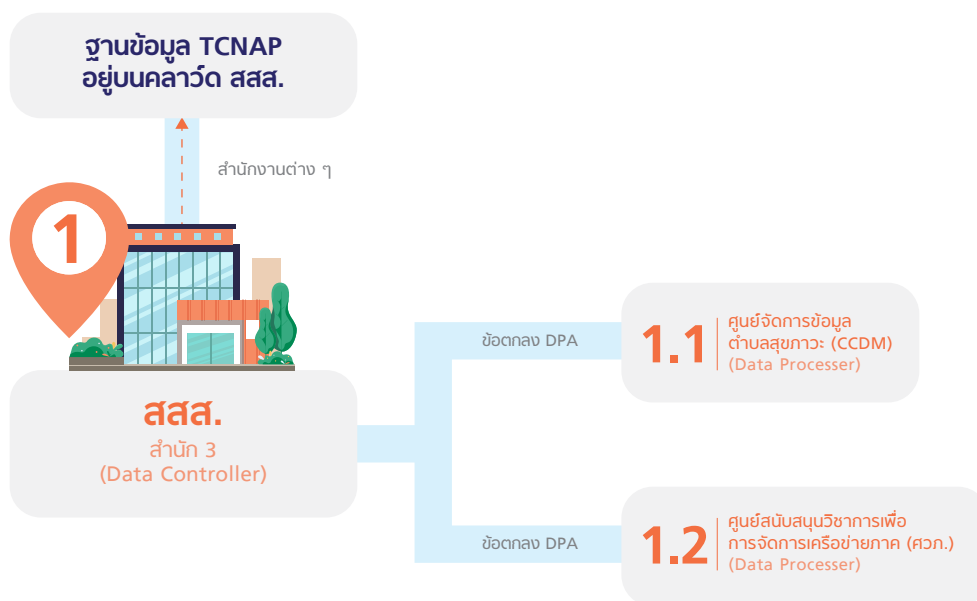 ฐานข้อมูล TCNAP
อยู่บนคลาวด์ สสส.
สำนักงานต่าง ๆ
1
สสส.
สำนัก 3
(Data Controller)
ข้อตกลง DPA
1.1
ศูนย์จัดการข้อมูล
ตำบลสุขภาวะ (CCDM)
(Data Processer)
ข้อตกลง DPA
1.2
ศูนย์สนับสนุนวิชาการเพื่อ
การจัดการเครือข่ายภาค (ศวภ.)
(Data Processer)